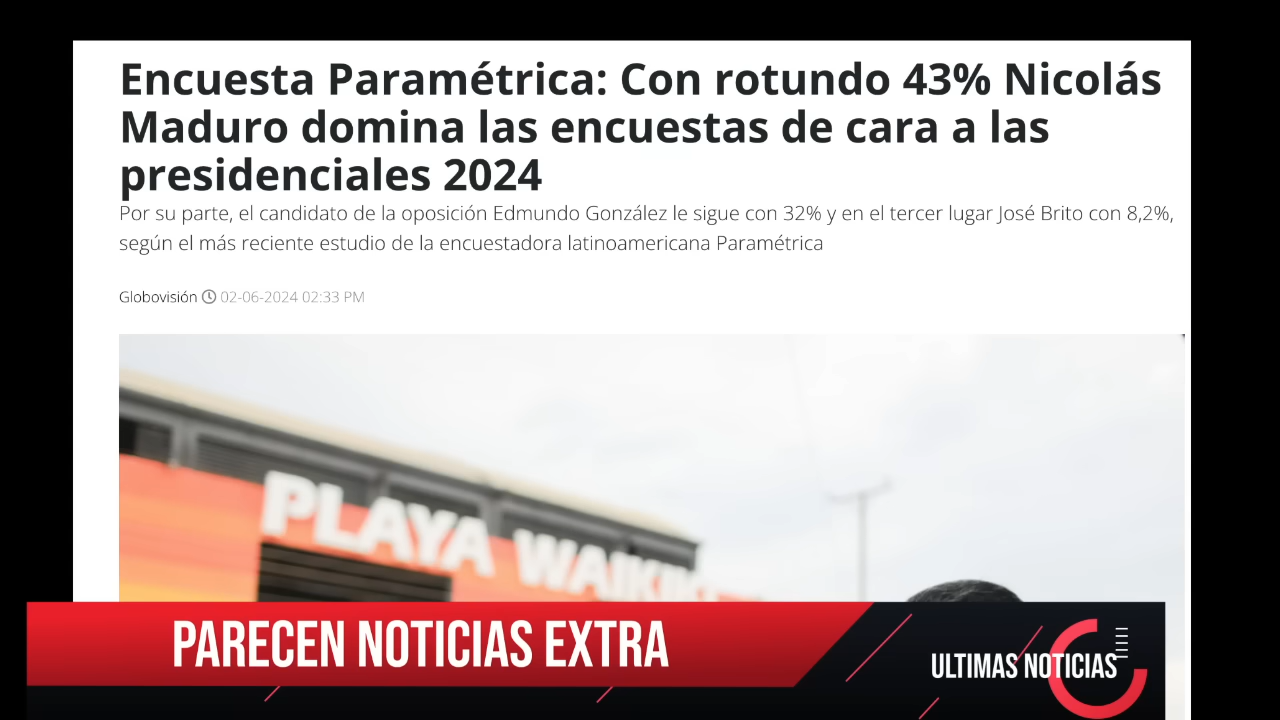 Encuesta Paramétrica: Con rotundo 43% Nicolás
Maduro domina las encuestas de cara a las
presidenciales 2024
Por su parte, el candidato de la oposición Edmundo González le sigue con 32% y en el tercer lugar José Brito con 8,2%,
según el más reciente estudio de la encuestadora latinoamericana Paramétrica
Globovisión 02-06-2024 02:33 PM
PLAYA WAIKIKI
PARECEN NOTICIAS EXTRA
ULTIMAS NOTICIAS